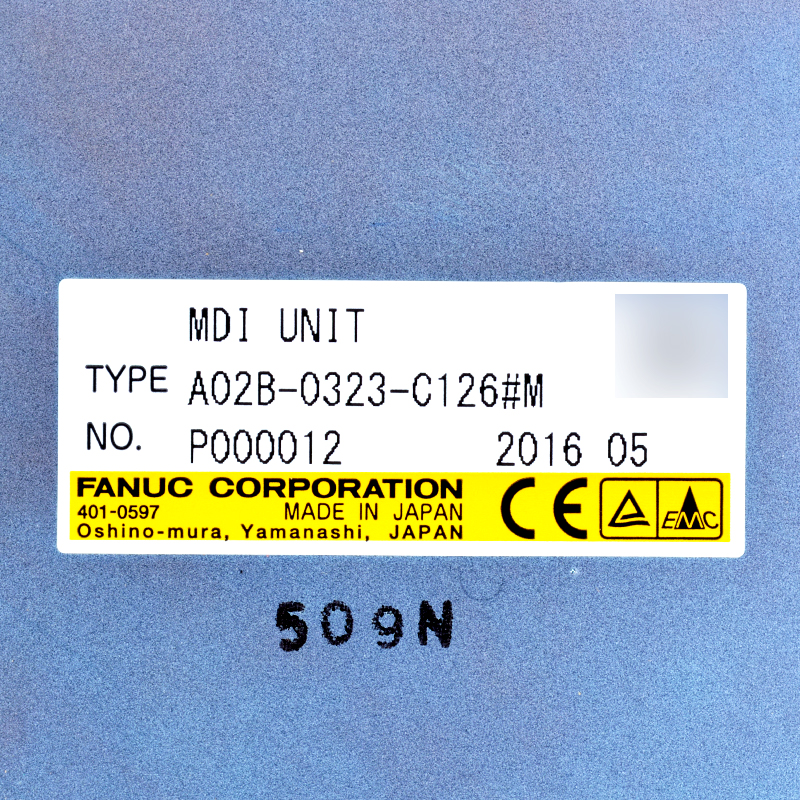 MDI UNIT
TYPE A02B-0323-C126#M
NO. P000012 2016 05
FANUC CORPORATION
401-0597 MADE IN JAPAN
Oshino-mura, Yamanashi, JAPAN
CE
EMC
509N